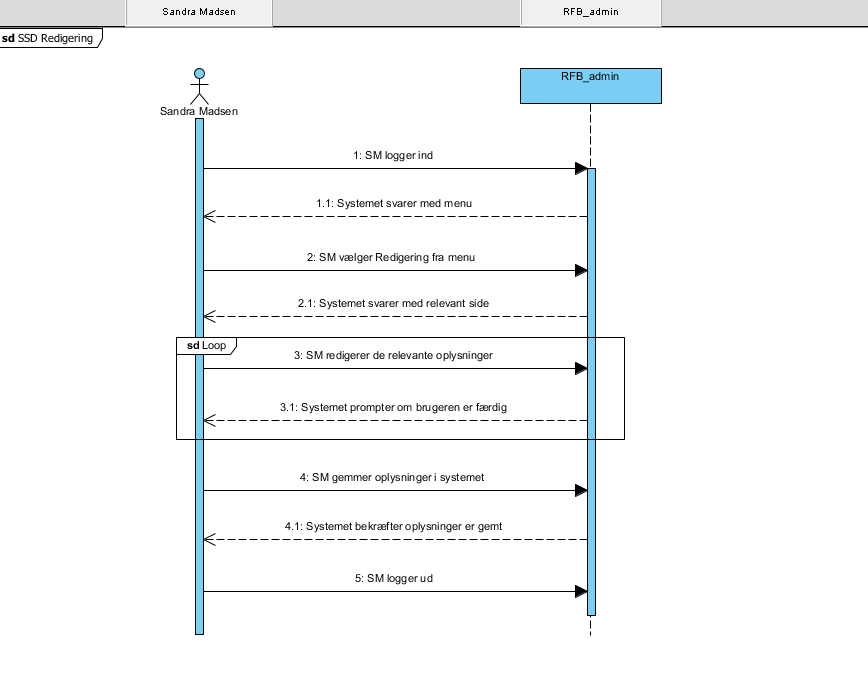 Sandra Madsen
RFB_admin
sd SSD Redigering
RFB_admin
Sandra Madsen
1: SM logger ind
1.1: Systemet svarer med menu
2: SM vælger Redigering fra menu
2.1: Systemet svarer med relevant side
sd Loop
3: SM redigerer de relevante oplysninger
3.1: Systemet prompter om brugeren er færdig
4: SM gemmer oplysninger i systemet
4.1: Systemet bekræfter oplysninger er gemt
5: SM logger ud